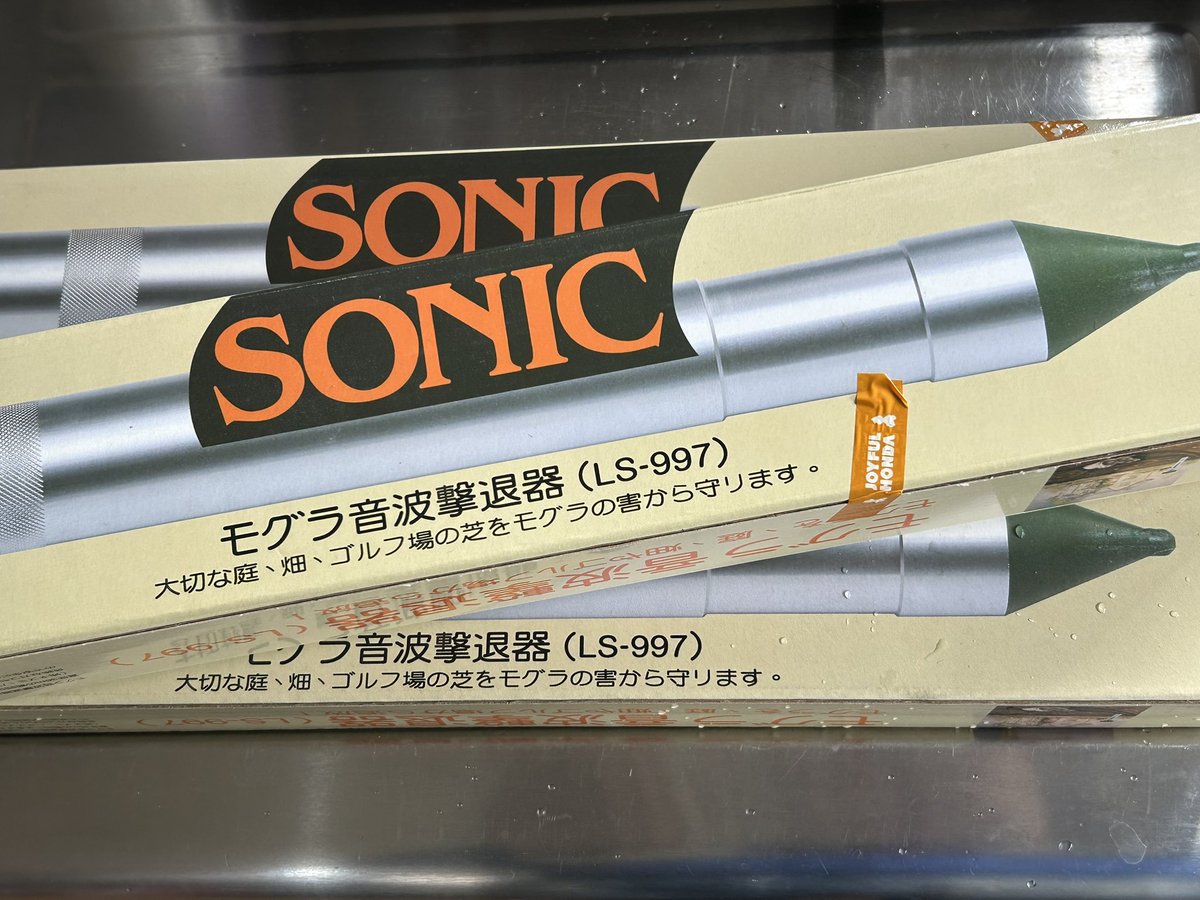 SONIC
SONIC
モグラ音波撃退器（LS-997）
大切な庭、畑、ゴルフ場の芝をモグラの害から守ります。
JOYFUL
HONDA
モグラ音波撃退器（LS-997）
大切な庭、畑、ゴルフ場の芝をモグラの害から守ります。